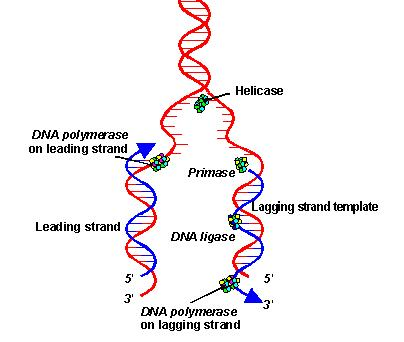 Helicase
DNA polymerase
on leading strand
Primase
Lagging strand template
Leading strand
DNA ligase
5'
3'
5'
3'
DNA polymerase
on lagging strand